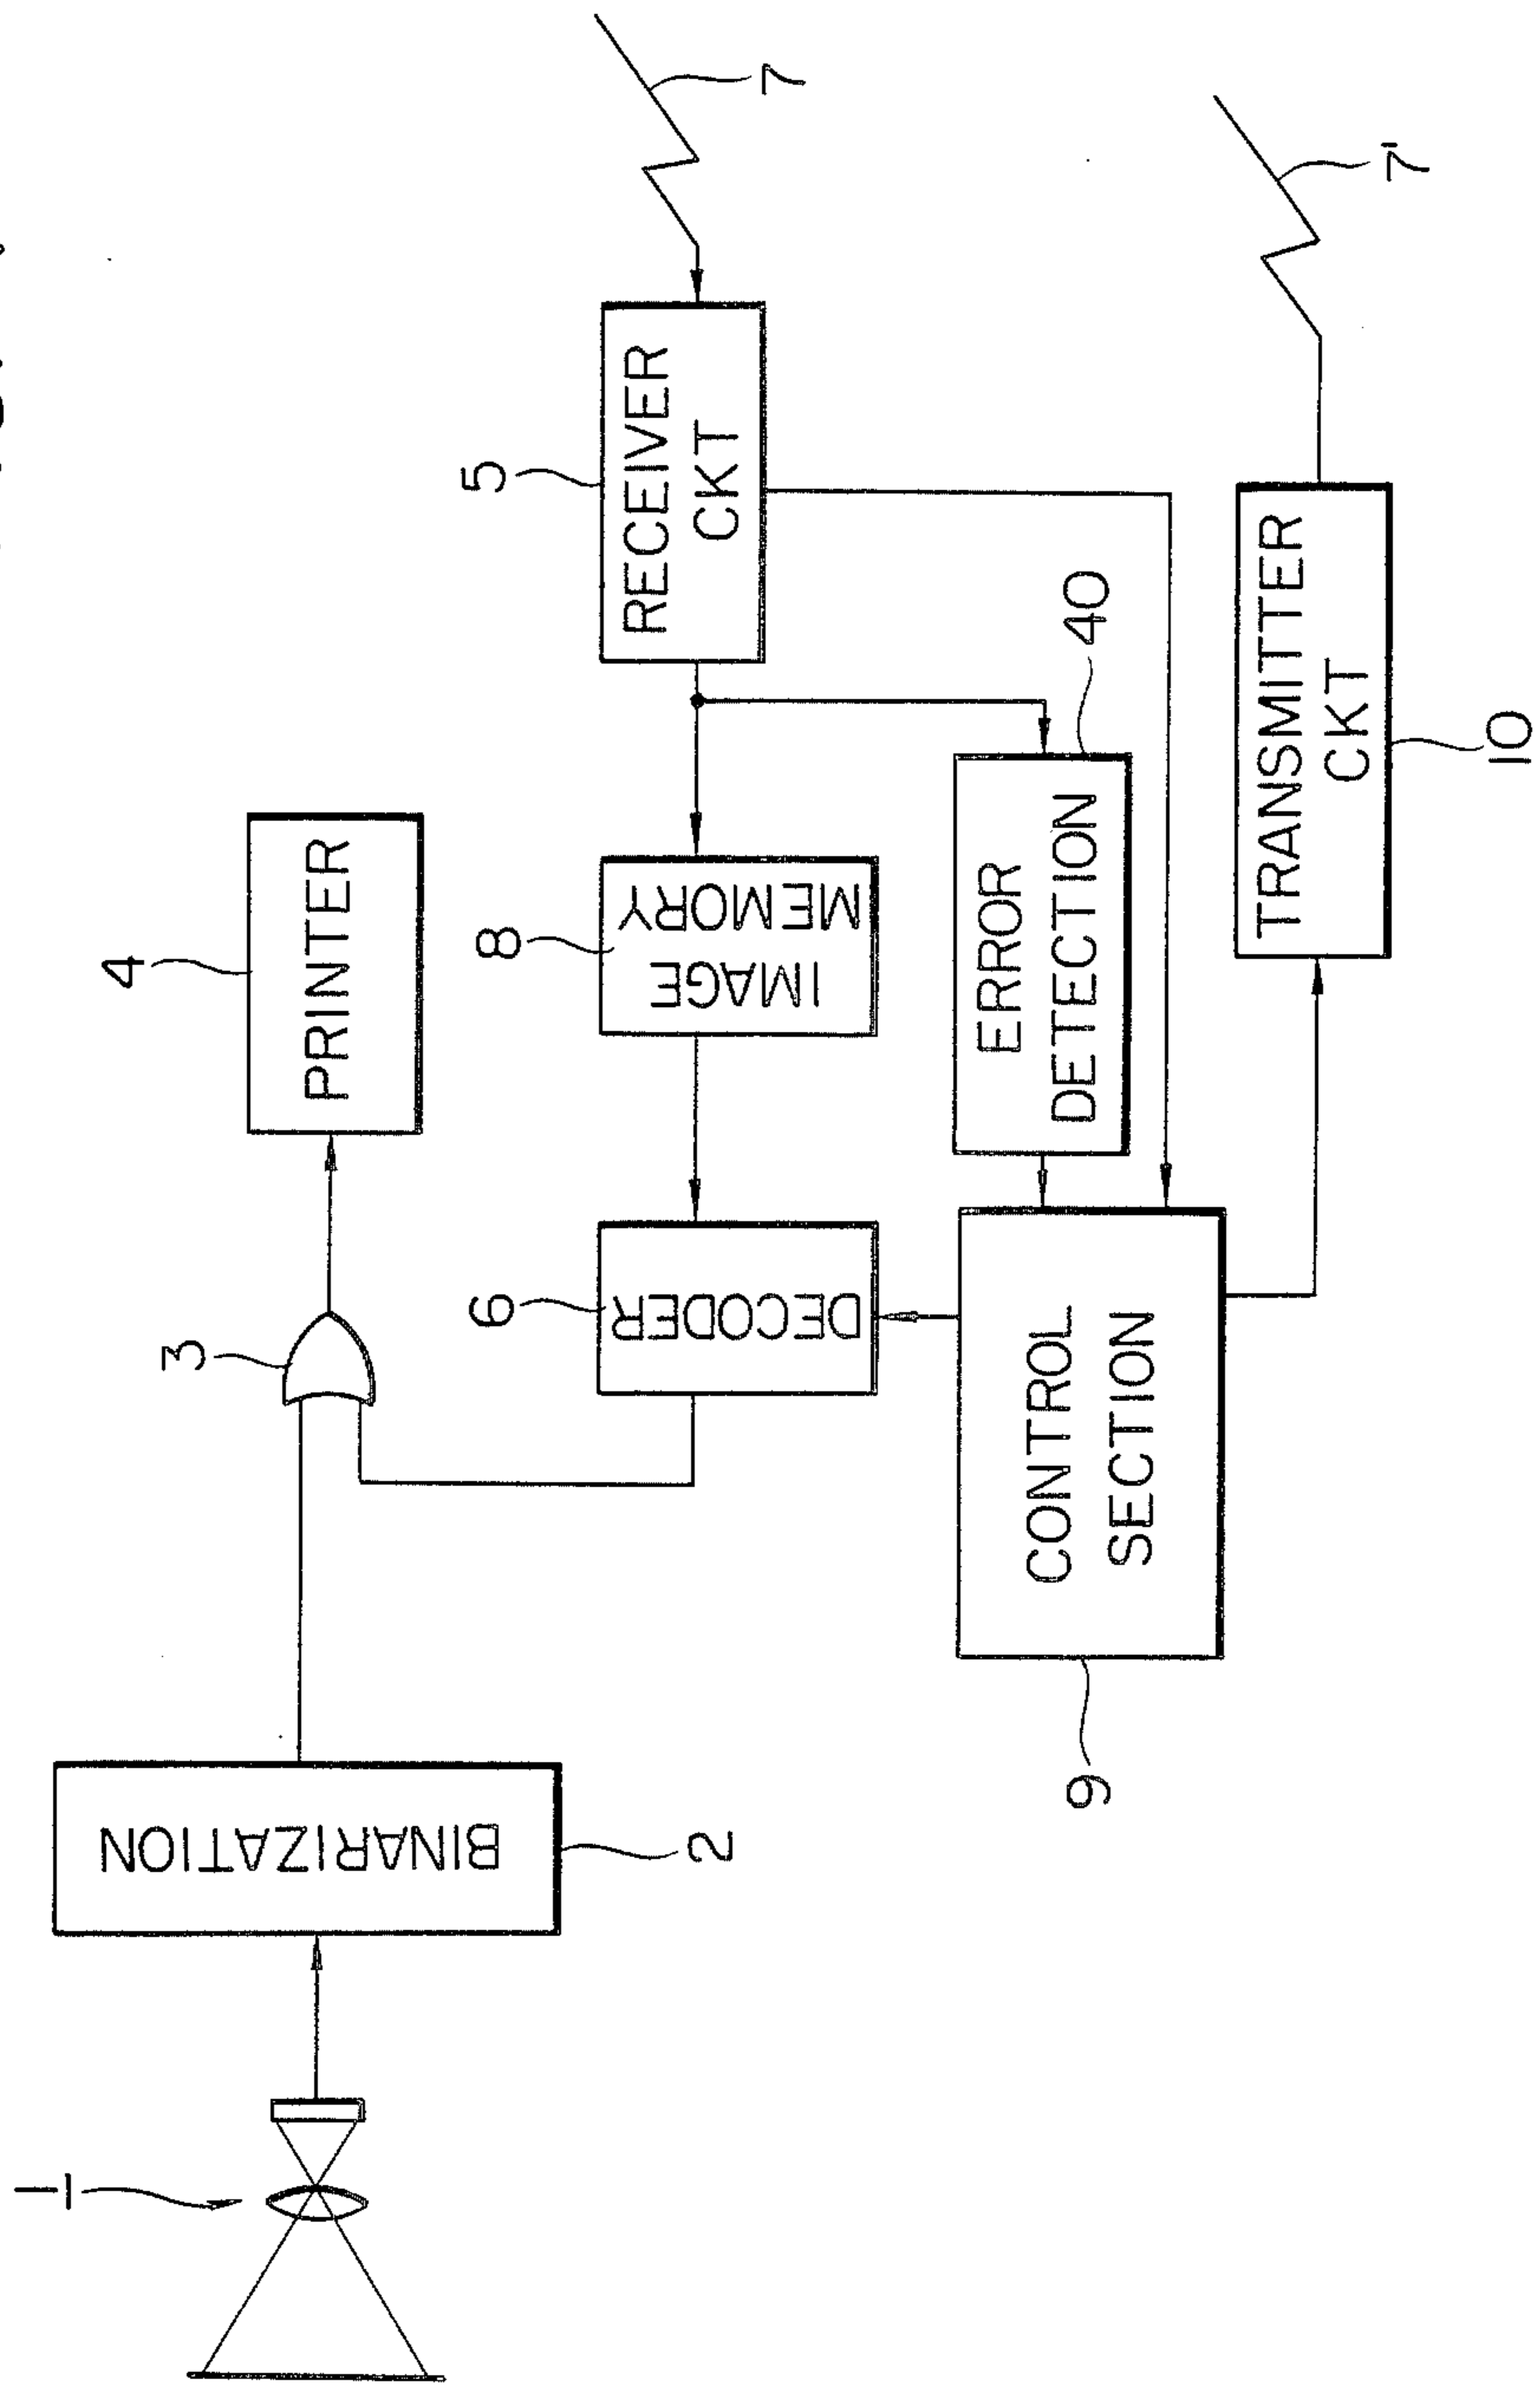 1
BINARIZATION
2
3
4
PRINTER
5
RECEIVER
CKT
7
6
DECODER
8
IMAGE
MEMORY
ERROR
DETECTION
40
CONTROL
SECTION
9
TRANSMITTER
CKT
10
7'